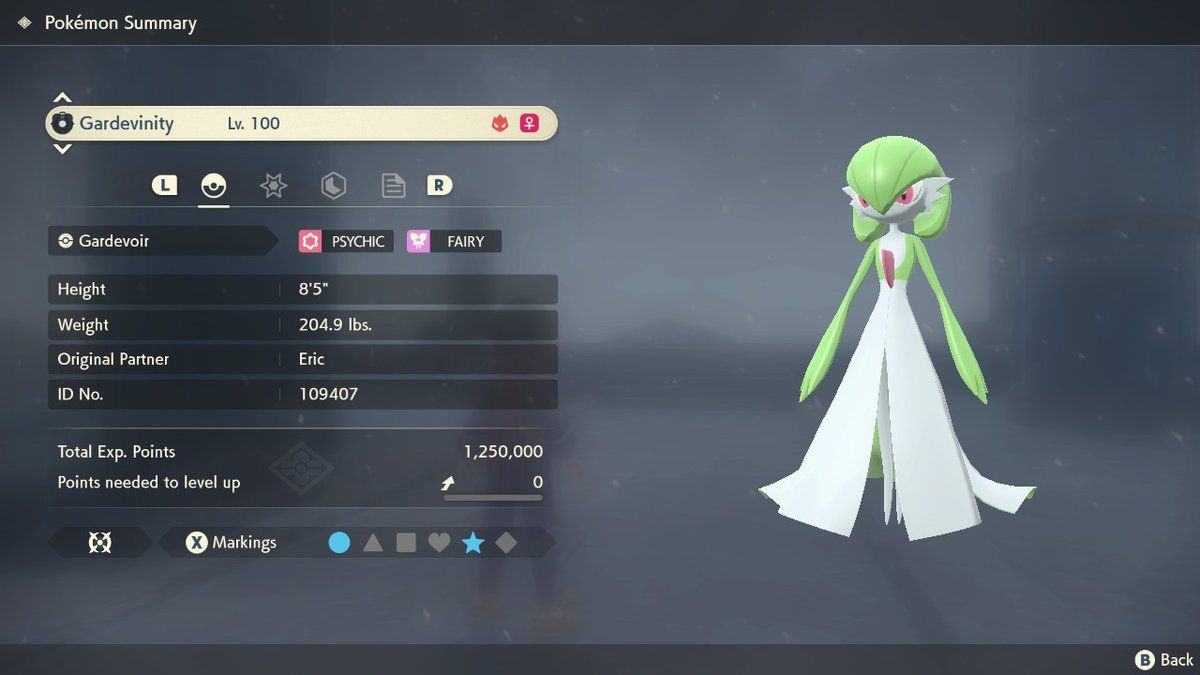 Pokémon Summary
Gardevinity Lv. 100
L R
Gardevoir PSYCHIC FAIRY
Height 8'5"
Weight 204.9 lbs.
Original Partner Eric
ID No. 109407
Total Exp. Points 1,250,000
Points needed to level up 0
X Markings
B Back